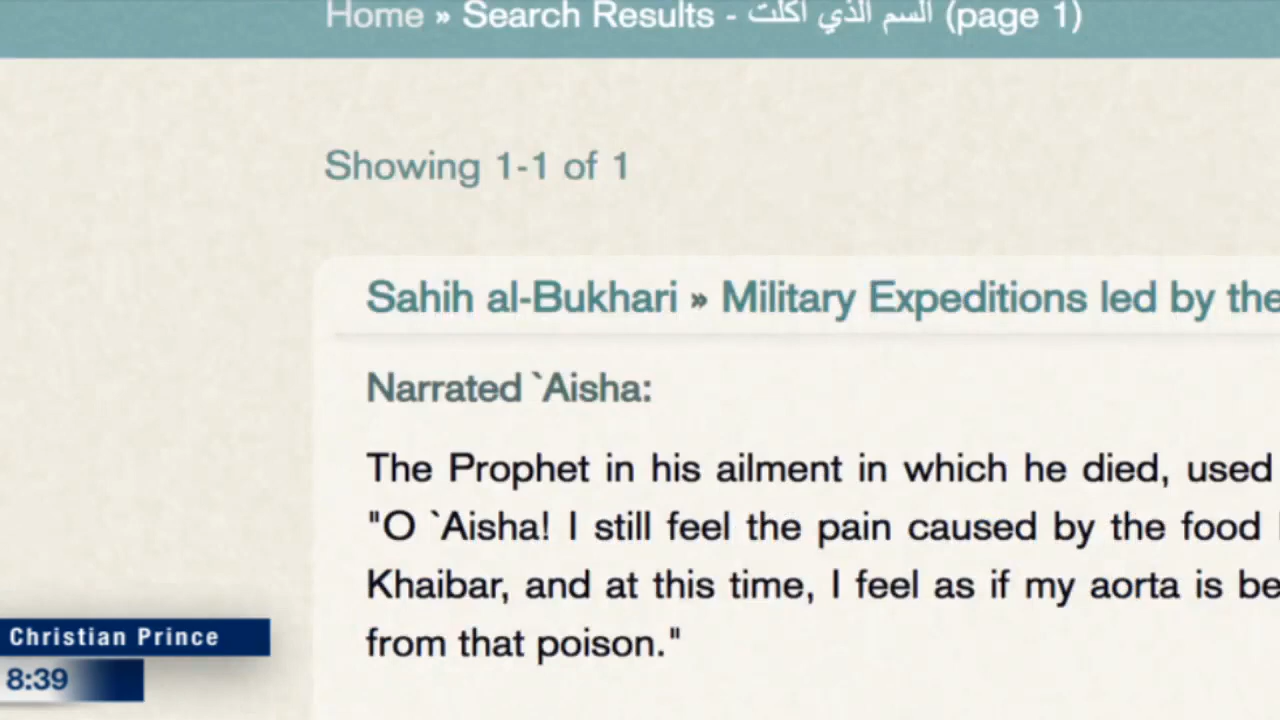 Home » Search Results - السم الذي اكلت (page 1)
Showing 1-1 of 1
Sahih al-Bukhari » Military Expeditions led by the
Narrated `Aisha:
The Prophet in his ailment in which he died, used
"O `Aisha! I still feel the pain caused by the food
Khaibar, and at this time, I feel as if my aorta is be
from that poison."
Christian Prince
8:39